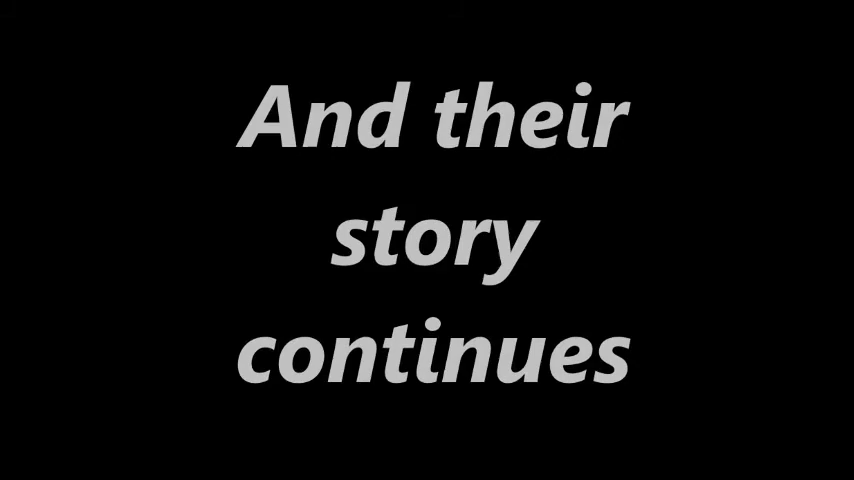 And their
story
continues